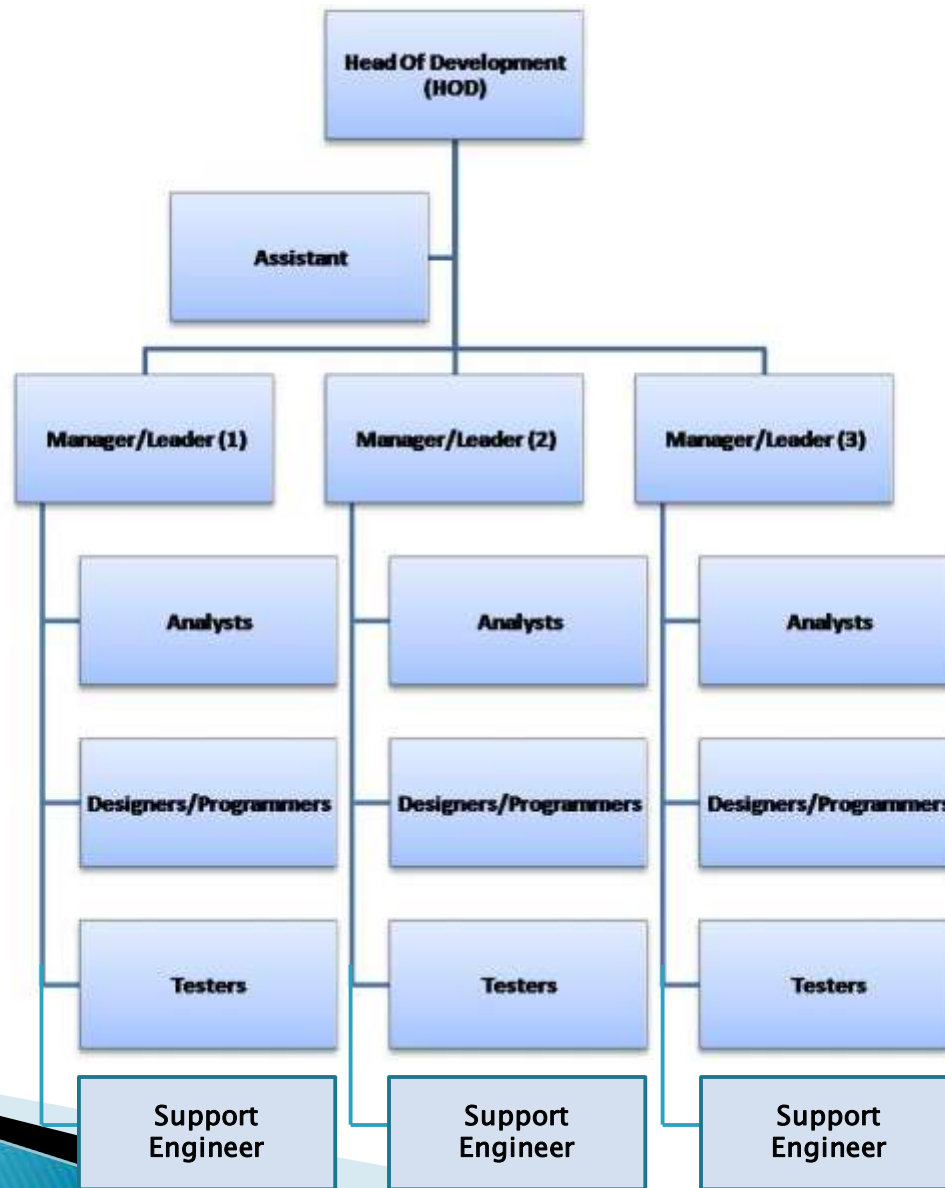 Head Of Development
(HOD)
Assistant
Manager/Leader (1)
Manager/Leader (2)
Manager/Leader (3)
Analysts
Analysts
Analysts
Designers/Programmers
Designers/Programmers
Designers/Programmers
Testers
Testers
Testers
Support
Engineer
Support
Engineer
Support
Engineer